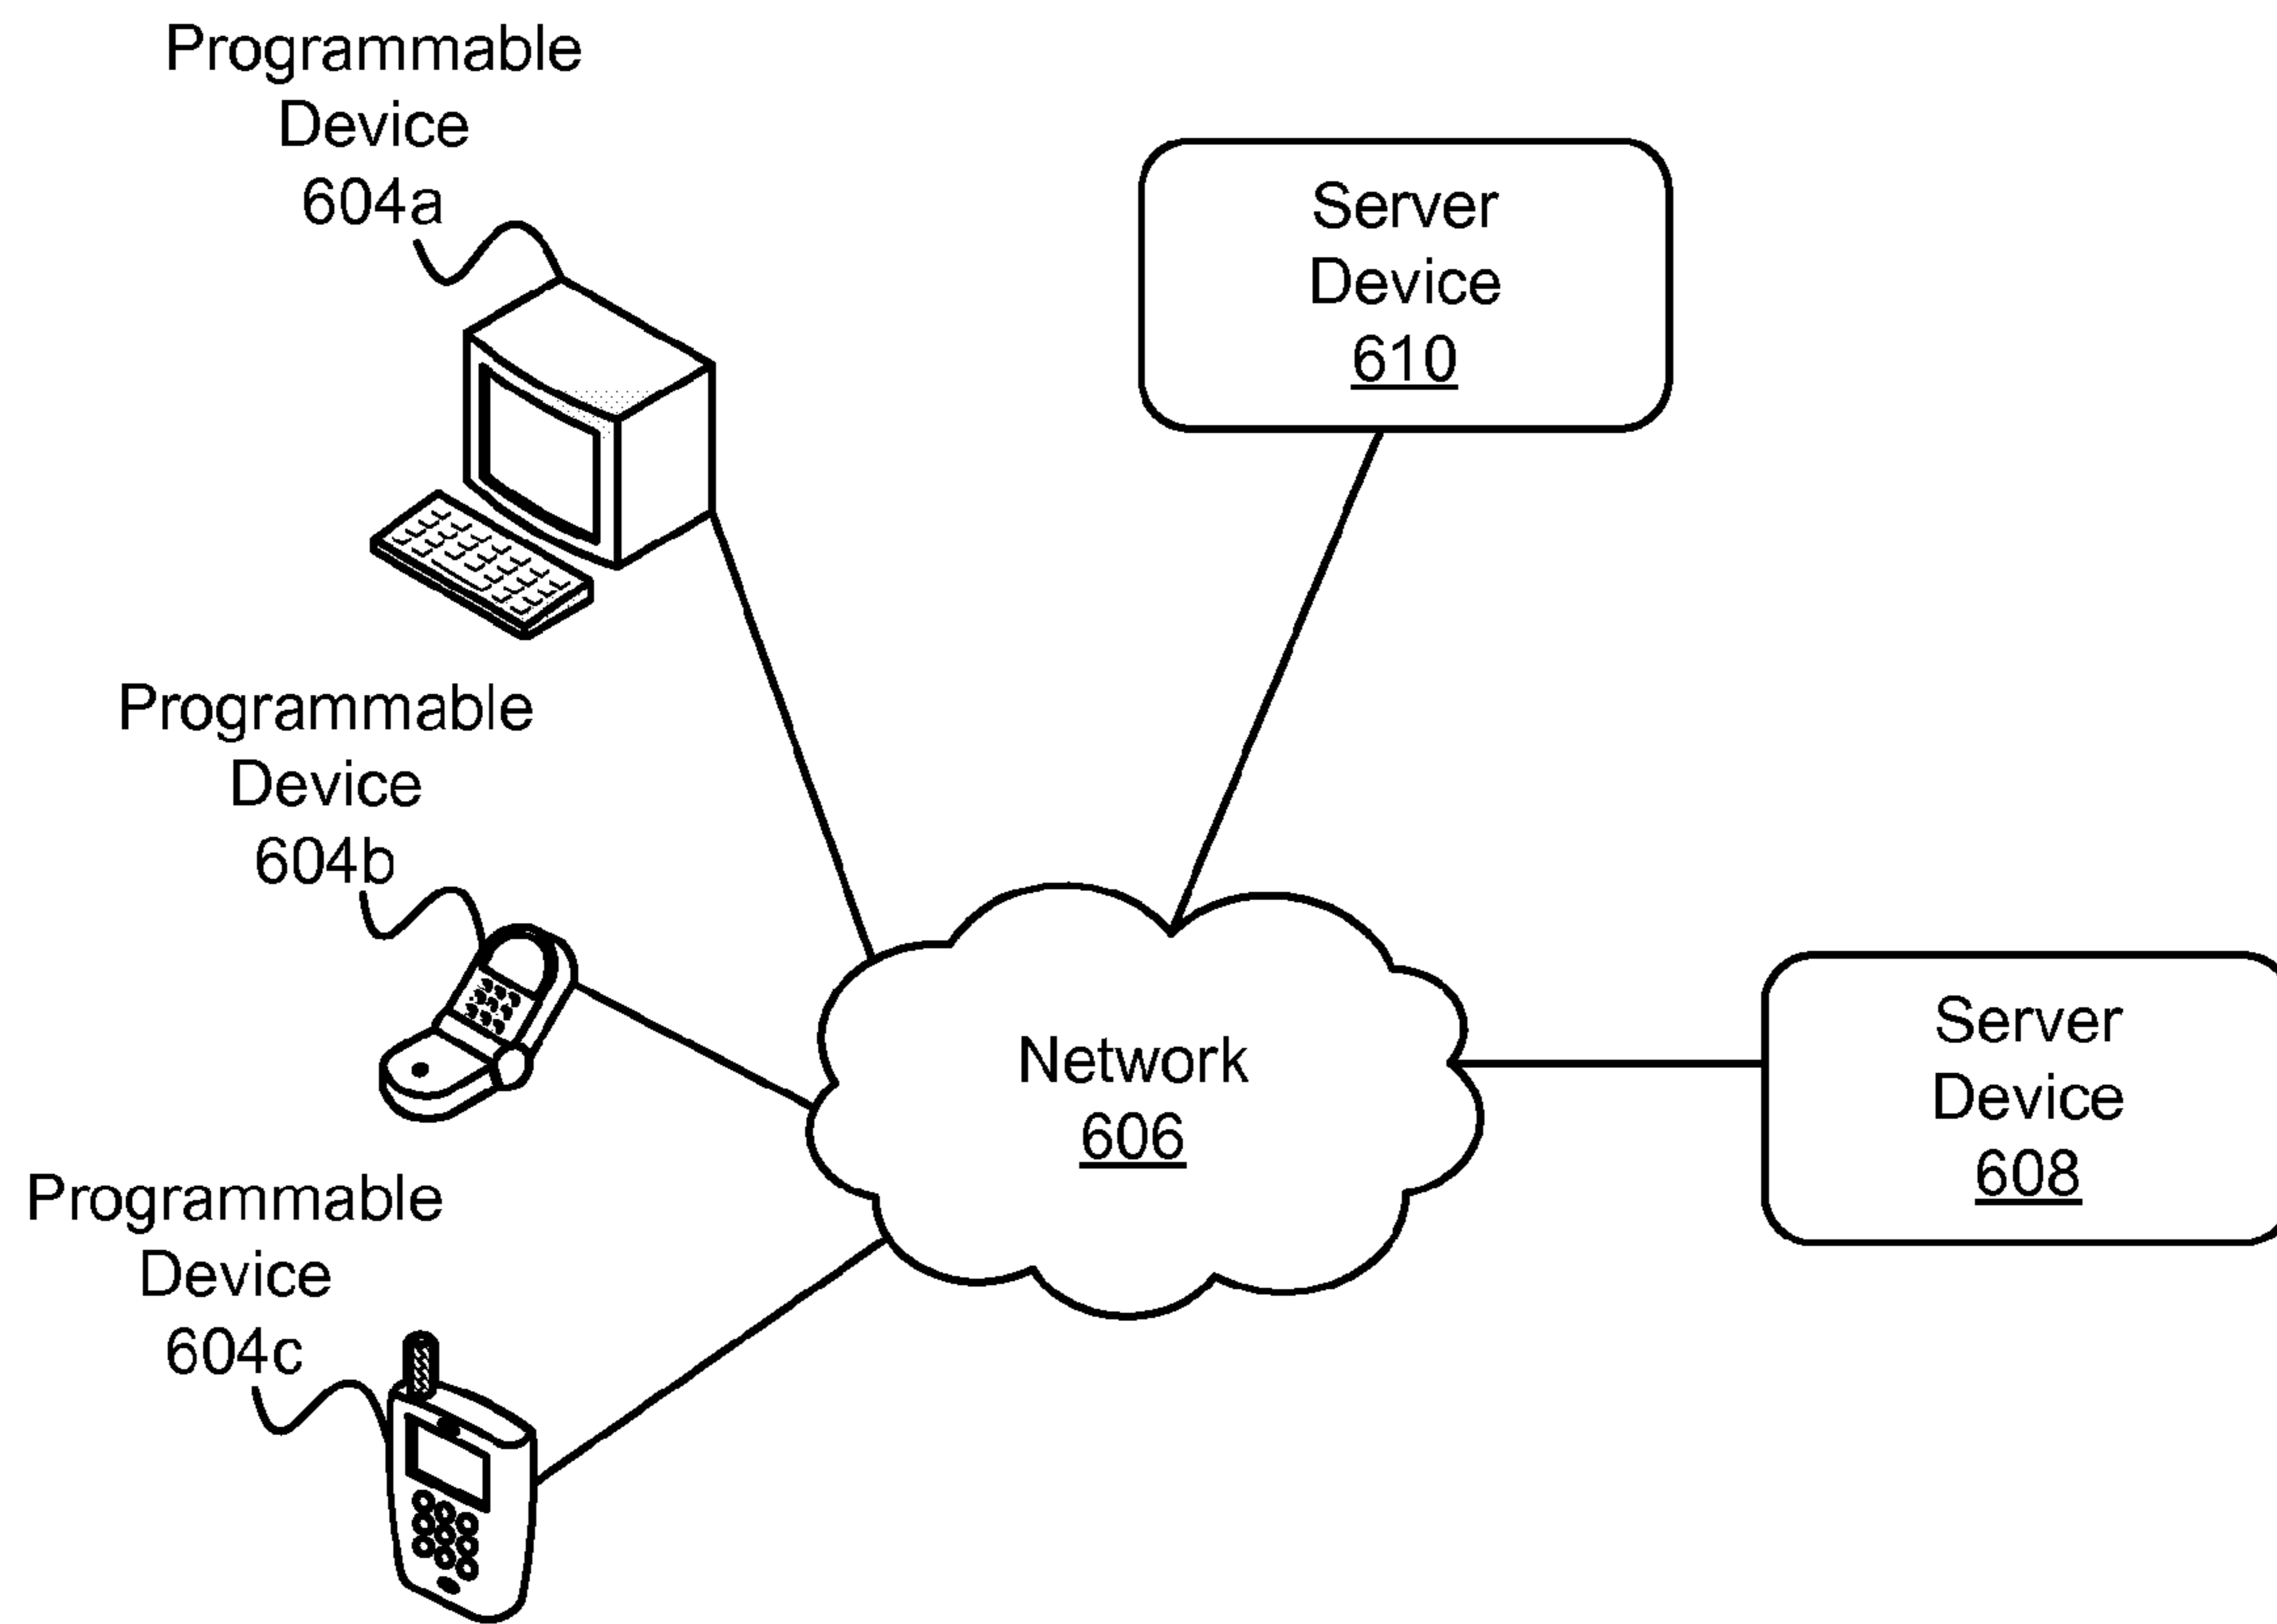 Programmable
Device
604a
Server
Device
610
Programmable
Device
604b
Network
606
Server
Device
608
Programmable
Device
604c